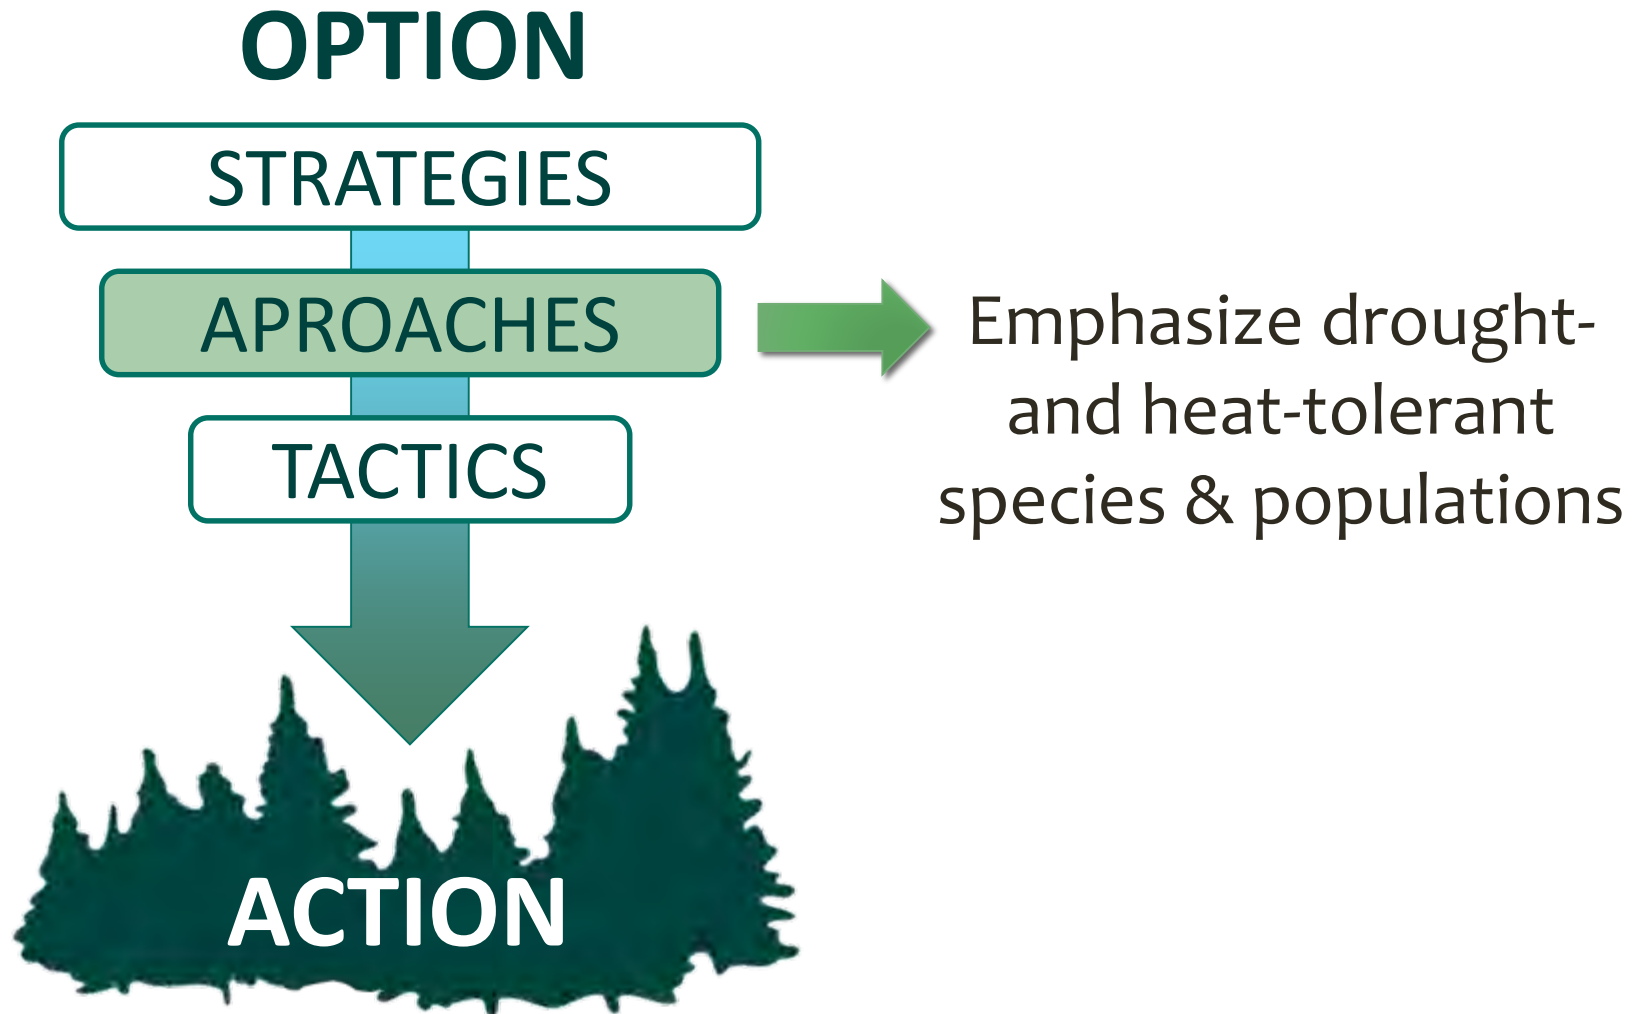 OPTION
STRATEGIES
APROACHES
TACTICS
ACTION
Emphasize drought-
and heat-tolerant
species & populations